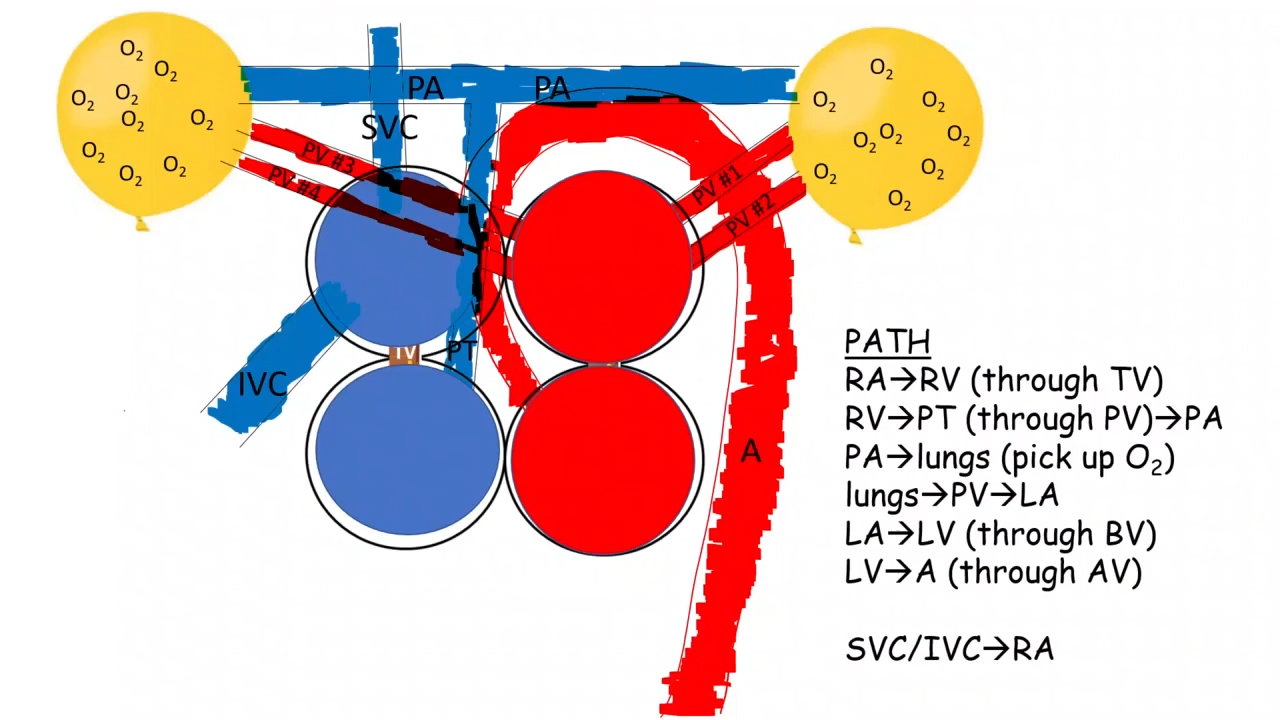 O2
O2
O2
O2
O2
O2
O2
O2
O2
PA
PA
SVC
PV #3
PV #4
PV #1
PV #2
O2
O2
O2
O2
O2
O2
O2
O2
O2
IVC
TV
PT
A
PATH
RA→RV (through TV)
RV→PT (through PV)→PA
PA→lungs (pick up O2)
lungs→PV→LA
LA→LV (through BV)
LV→A (through AV)
SVC/IVC→RA